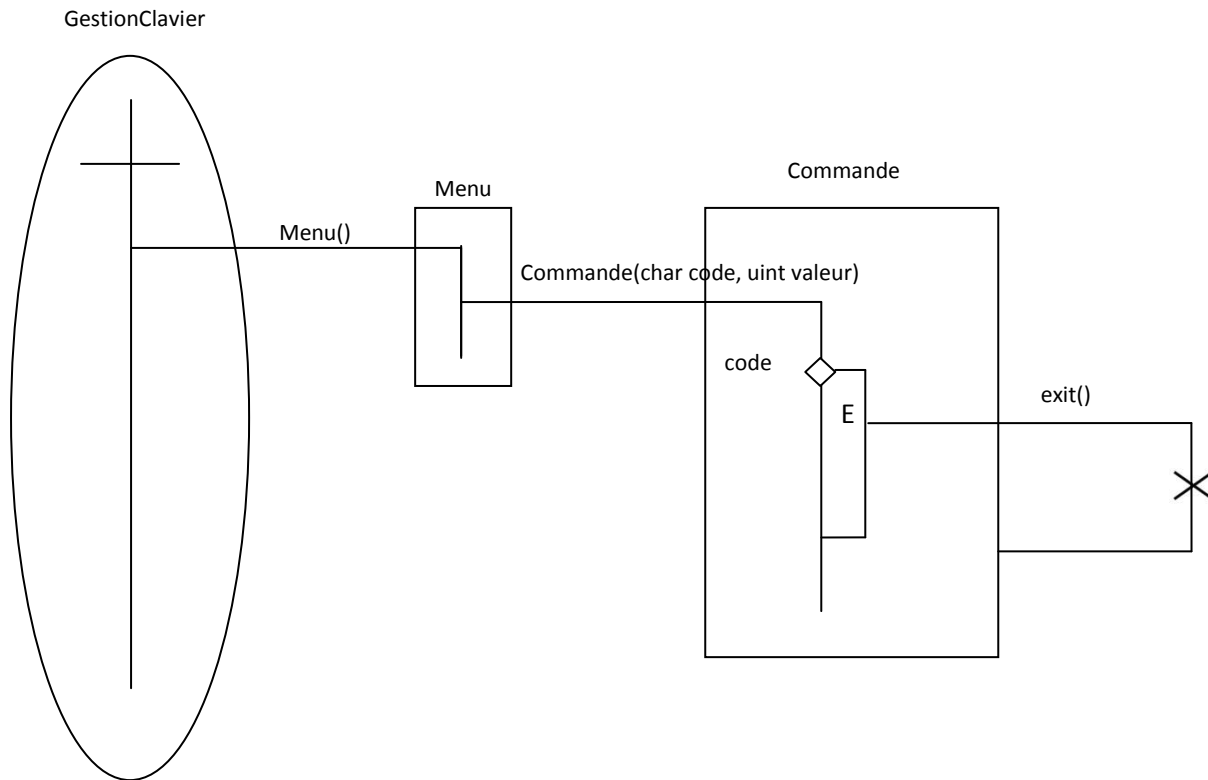 GestionClavier
Commande
Menu
Menu()
Commande(char code, uint valeur)
code
E
exit()